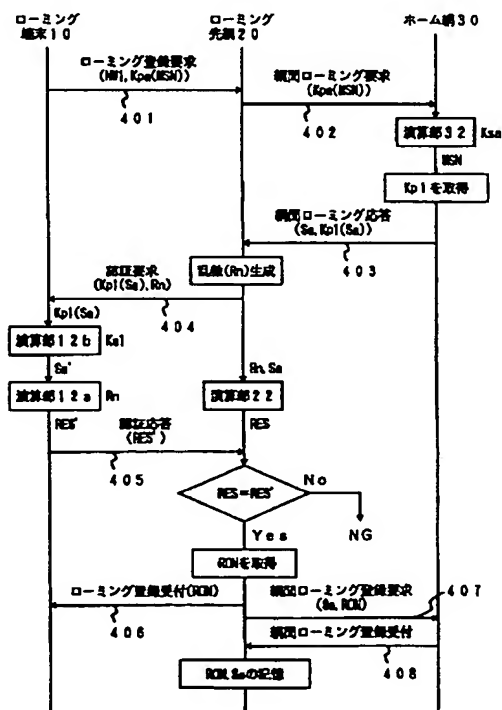 ローミング
端末10
ローミング
先網20
ホーム網30
ローミング登録要求
(NW1,Kpa(MSN))
401
網間ローミング要求
(Kpa(MSN))
402
演算部32
Ksa
MSN
Kp1を取得
網間ローミング応答
(Sa,Kp1(Sa))
403
乱数(Rn)生成
認証要求
(Kp1(Sa),Rn)
404
Kp1(Sa)
演算部12b
Ks1
Sa'
Rn,Sa
演算部12a
Rn
演算部22
RES'
RES
認証応答
(RES')
405
RES=RES'
No
NG
Yes
RONを取得
ローミング登録受付(RON)
406
網間ローミング登録要求
(Sa,RON)
407
網間ローミング登録受付
408
RON,Saの記憶